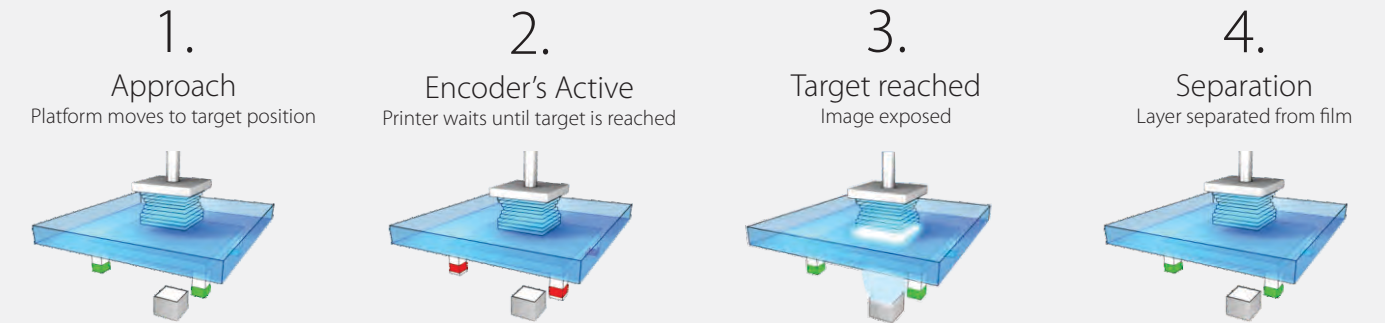 1.
Approach
Platform moves to target position
2.
Encoder’s Active
Printer waits until target is reached
3.
Target reached
Image exposed
4.
Separation
Layer separated from film